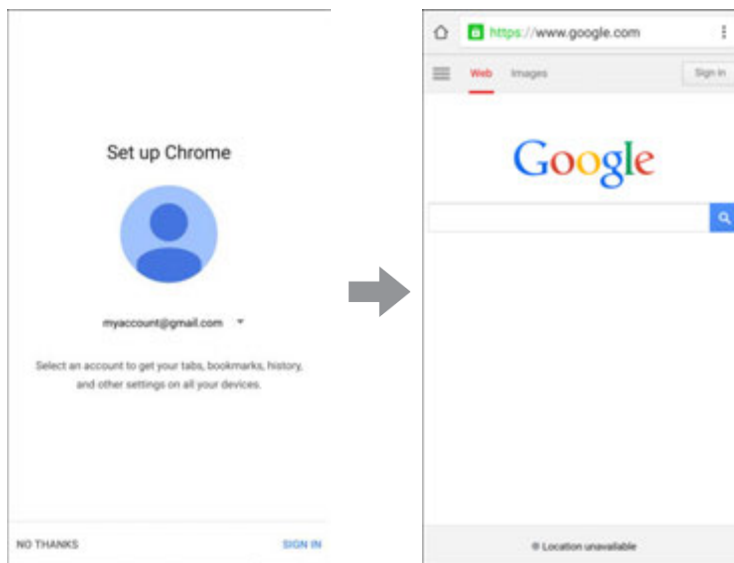 Set up Chrome
myaccount@gmail.com
Select an account to get your tabs, bookmarks, history,
and other settings on all your devices.
NO THANKS SIGN IN
https://www.google.com
Web Images Sign in
Google
Location unavailable